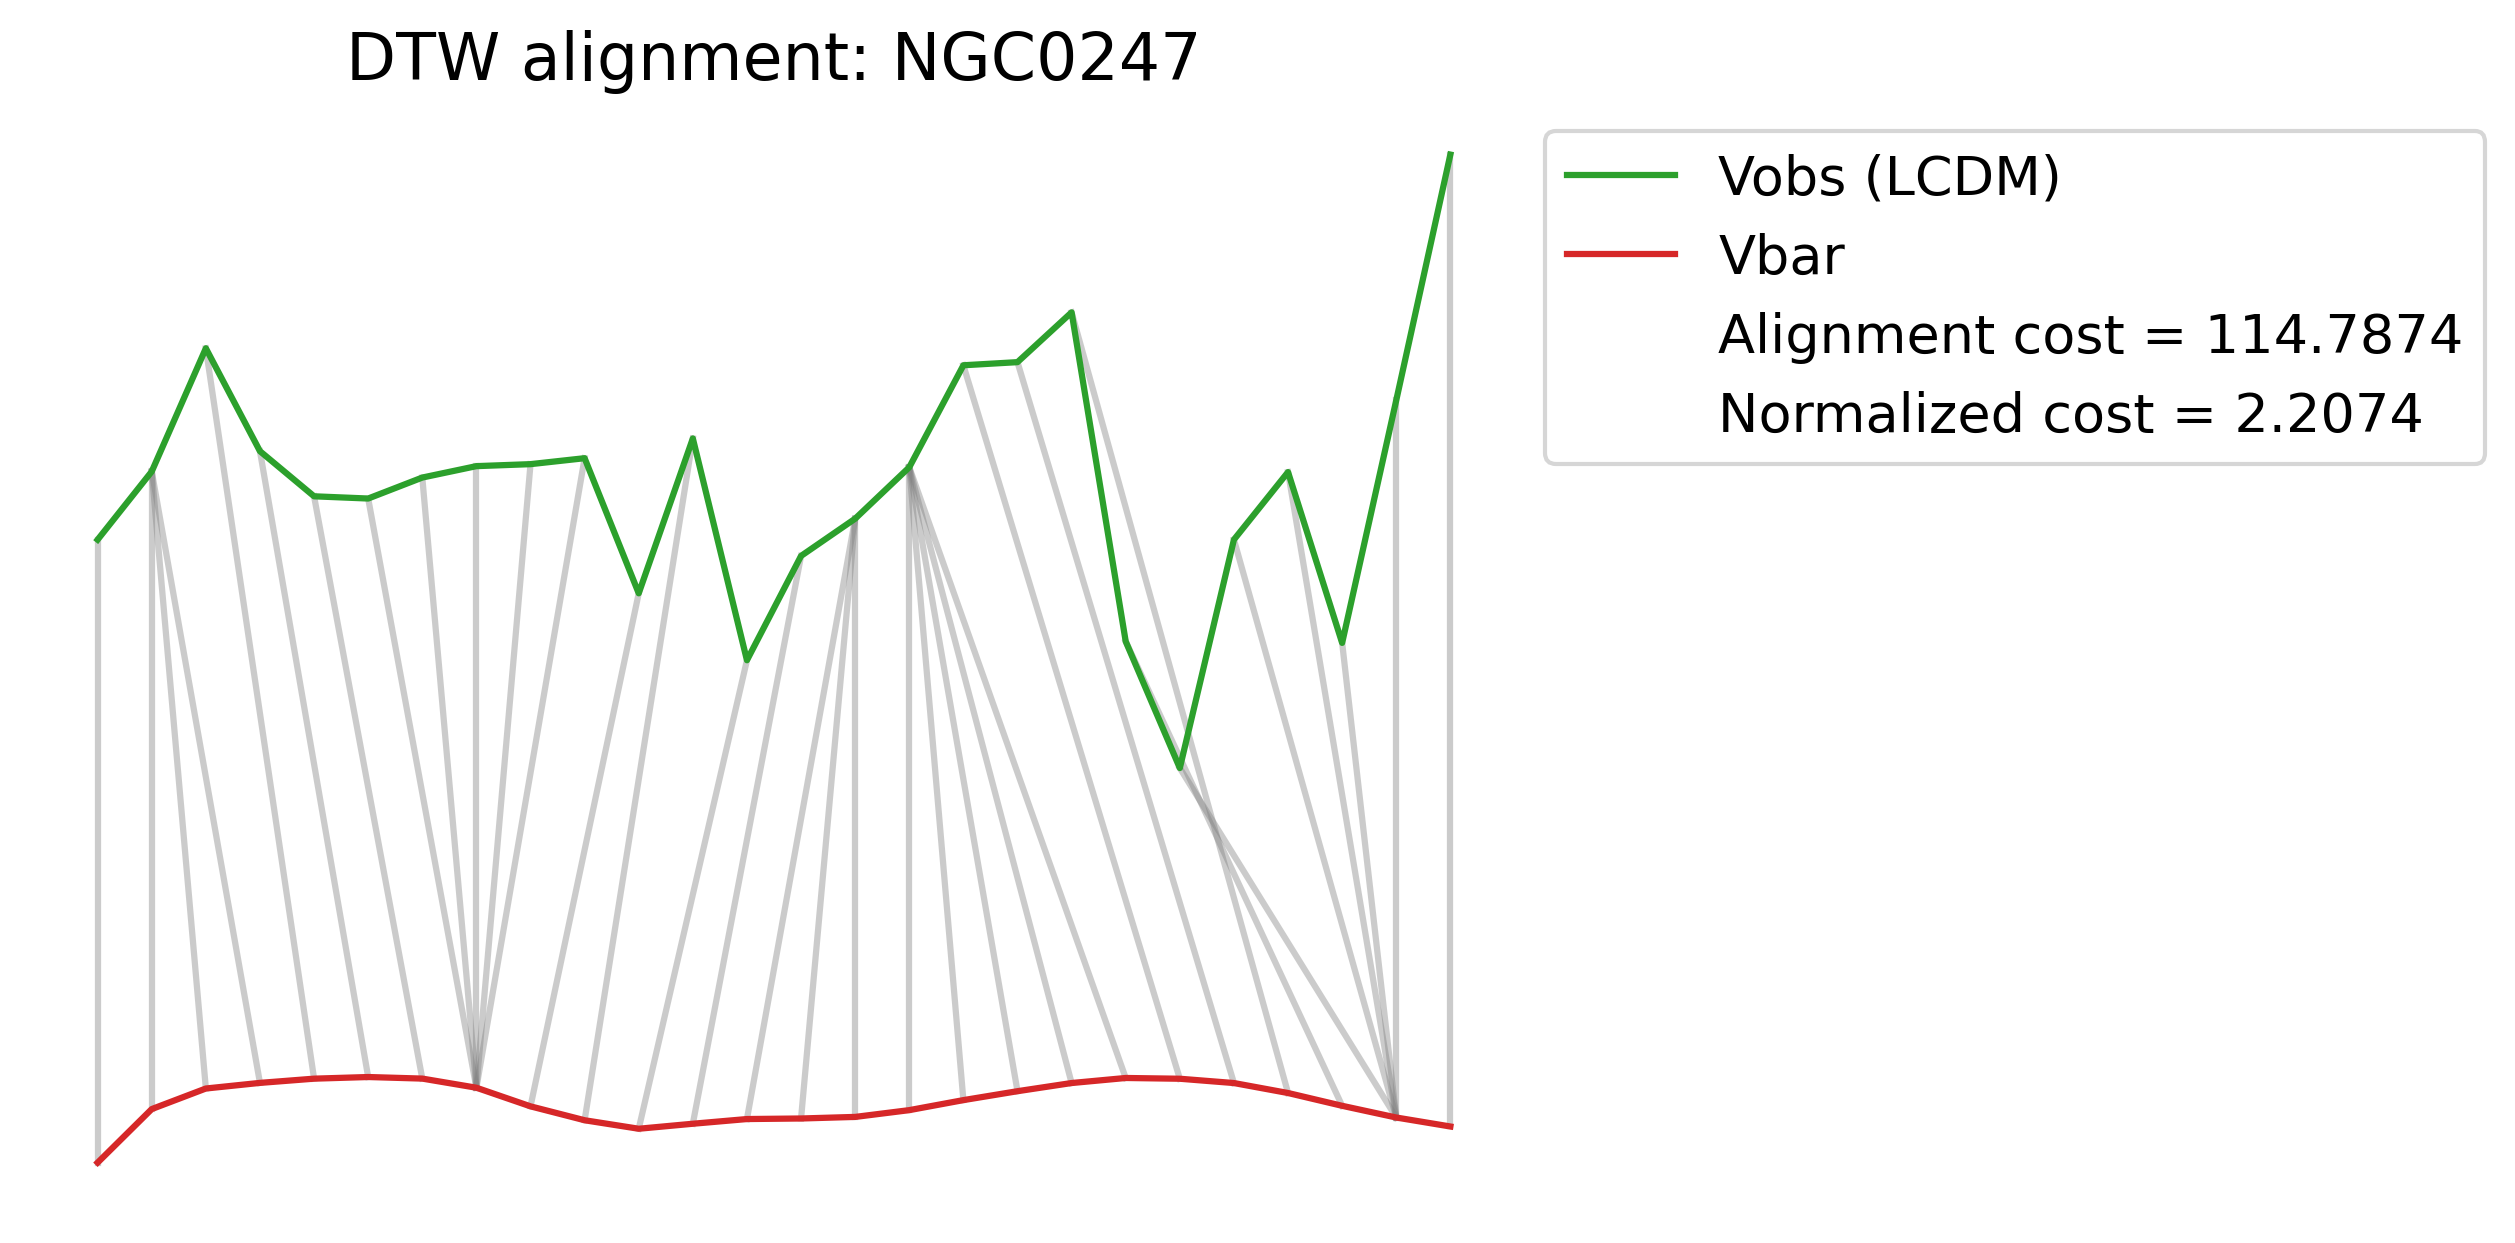 DTW alignment: NGC0247
Vobs (LCDM)
Vbar
Alignment cost = 114.7874
Normalized cost = 2.2074